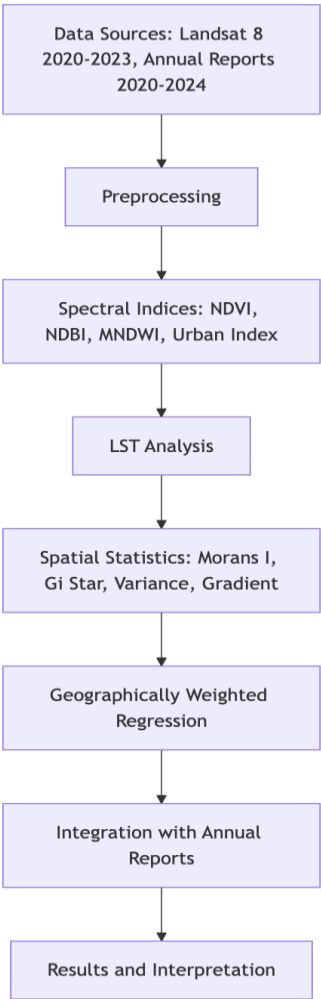 Data Sources: Landsat 8
2020-2023, Annual Reports
2020-2024
Preprocessing
Spectral Indices: NDVI,
NDBI, MNDWI, Urban Index
LST Analysis
Spatial Statistics: Morans I,
Gi Star, Variance, Gradient
Geographically Weighted
Regression
Integration with Annual
Reports
Results and Interpretation